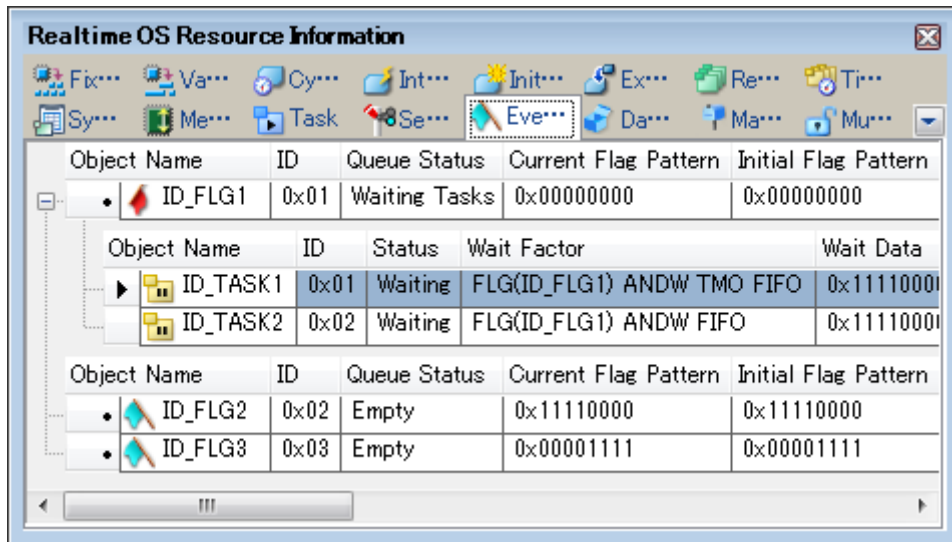 Realtime OS Resource Information
Fix... Va... Cy... Int... Init... Ex... Re... Ti...
Sy... Me... Task Se... Eve... Da... Ma... Mu...
Object Name ID Queue Status Current Flag Pattern Initial Flag Pattern
ID_FLG1 0x01 Waiting Tasks 0x00000000 0x00000000
Object Name ID Status Wait Factor Wait Data
ID_TASK1 0x01 Waiting FLG(ID_FLG1) ANDW TMO FIFO 0x1111000
ID_TASK2 0x02 Waiting FLG(ID_FLG1) ANDW FIFO 0x1111000
Object Name ID Queue Status Current Flag Pattern Initial Flag Pattern
ID_FLG2 0x02 Empty 0x11110000 0x11110000
ID_FLG3 0x03 Empty 0x00001111 0x00001111